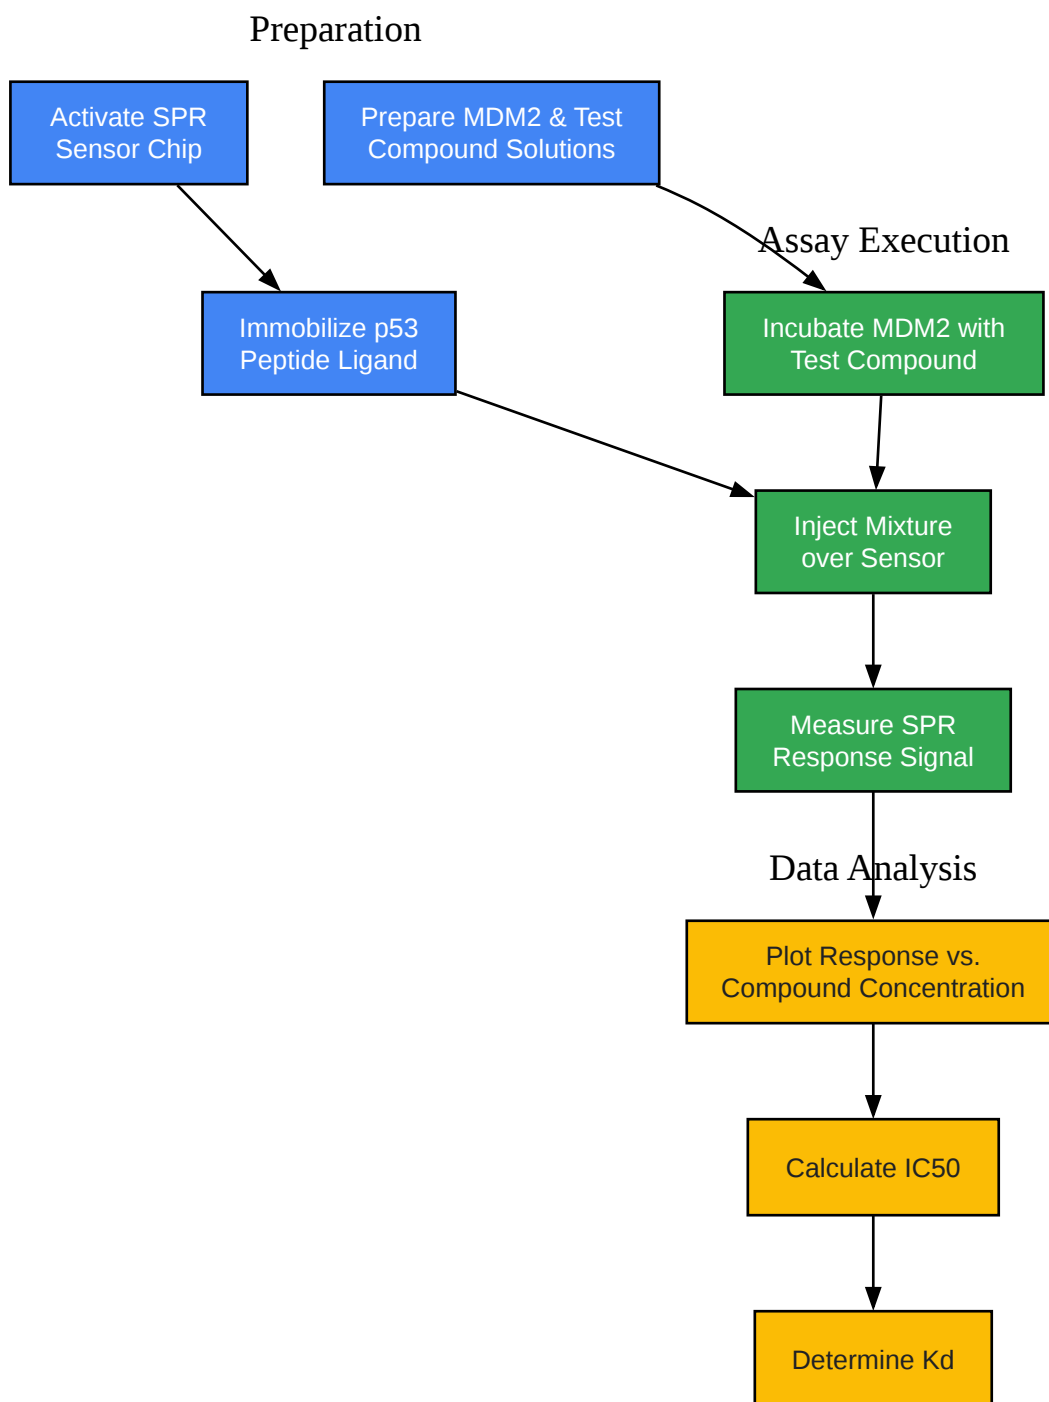 Preparation
Activate SPR
Sensor Chip
Prepare MDM2 & Test
Compound Solutions
Assay Execution
Immobilize p53
Peptide Ligand
Incubate MDM2 with
Test Compound
Inject Mixture
over Sensor
Measure SPR
Response Signal
Data Analysis
Plot Response vs.
Compound Concentration
Calculate IC50
Determine Kd